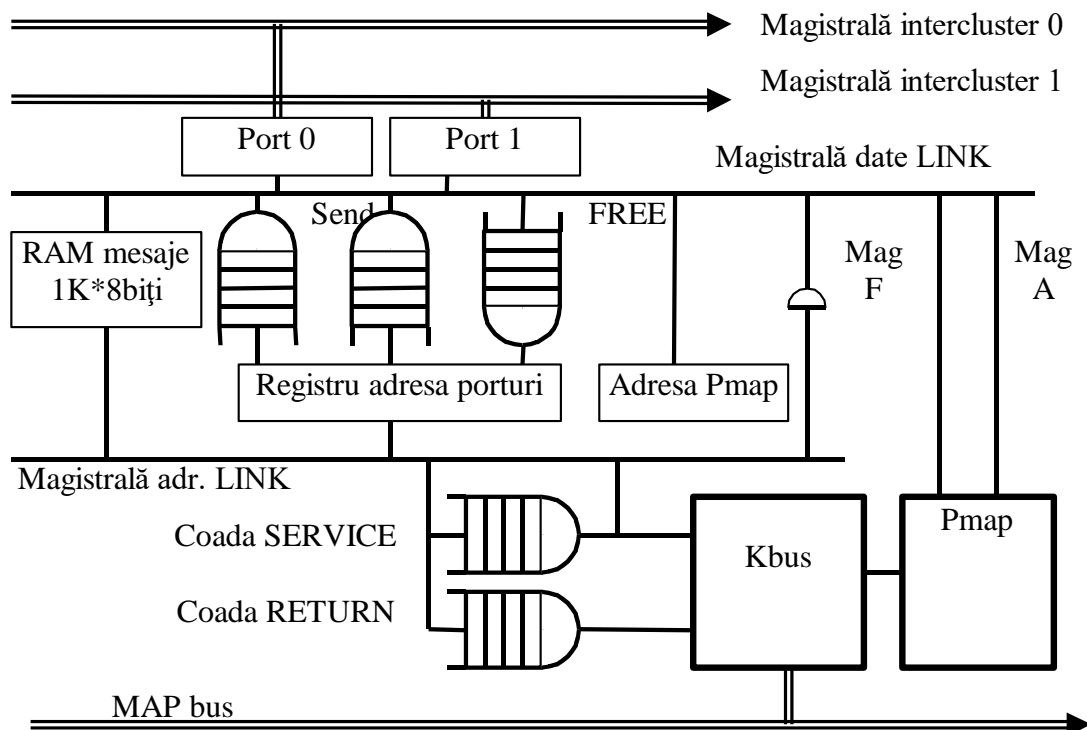 Magistrală intercluster 0
Magistrală intercluster 1
Port 0
Port 1
Magistrală date LINK
Send
FREE
RAM mesaje
1K*8biţi
Mag
F
Mag
A
Registru adresa porturi
Adresa Pmap
Magistrală adr. LINK
Coada SERVICE
Kbus
Pmap
Coada RETURN
MAP bus